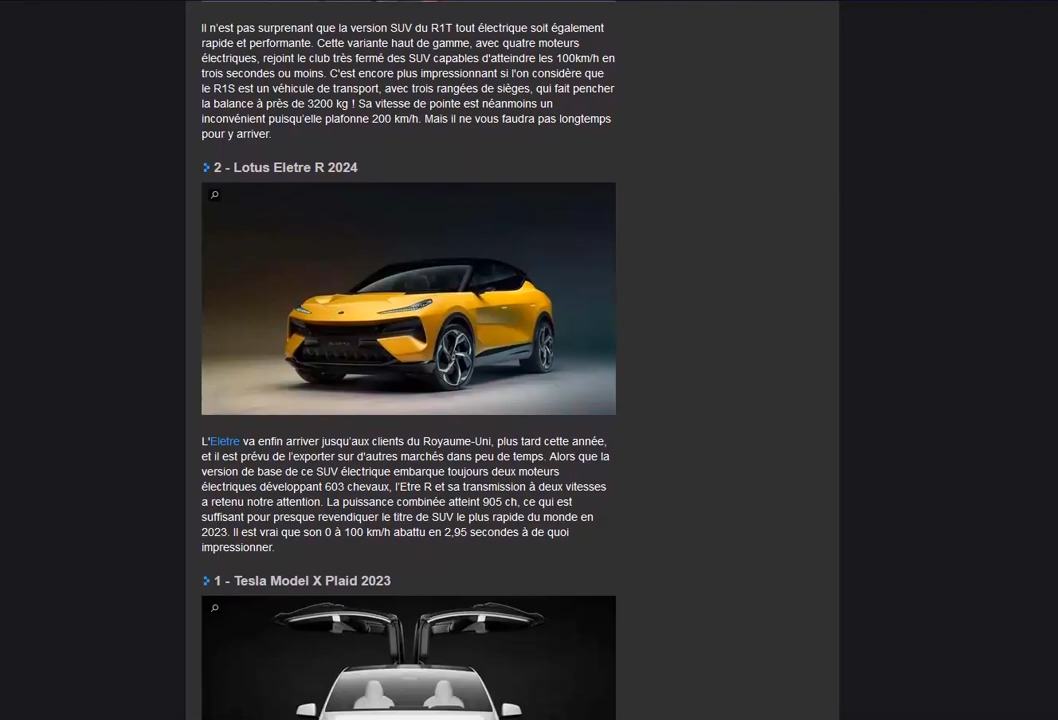 Il n'est pas surprenant que la version SUV du R1T tout électrique soit également
rapide et performante. Cette variante haut de gamme, avec quatre moteurs
électriques, rejoint le club très fermé des SUV capables d'atteindre les 100km/h en
trois secondes ou moins. C'est encore plus impressionnant si l'on considère que
le R1S est un véhicule de transport, avec trois rangées de sièges, qui fait pencher
la balance à près de 3200 kg ! Sa vitesse de pointe est néanmoins un
inconvénient puisqu'elle plafonne 200 km/h. Mais il ne vous faudra pas longtemps
pour y arriver.
2 - Lotus Eletre R 2024
L'Eletre va enfin arriver jusqu'aux clients du Royaume-Uni, plus tard cette année,
et il est prévu de l'exporter sur d'autres marchés dans peu de temps. Alors que la
version de base de ce SUV électrique embarque toujours deux moteurs
électriques développant 603 chevaux, l'Etre R et sa transmission à deux vitesses
a retenu notre attention. La puissance combinée atteint 905 ch, ce qui est
suffisant pour presque revendiquer le titre de SUV le plus rapide du monde en
2023. Il est vrai que son 0 à 100 km/h abattu en 2,95 secondes à de quoi
impressionner.
1 - Tesla Model X Plaid 2023